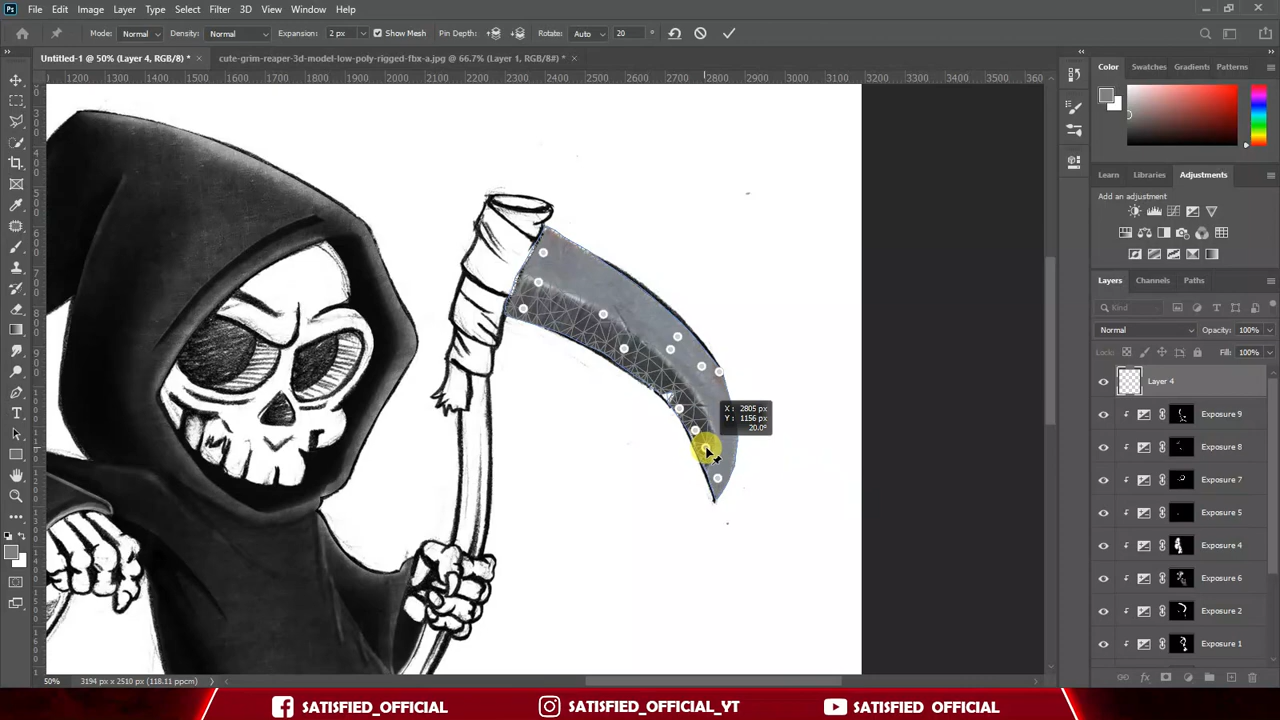 Ps File Edit Image Layer Type Select Filter 3D View Window Help
Mode: Normal Density: Normal Expansion: 2 px Show Mesh Pin Depth: Rotate: Auto 20 °
Untitled-1 @ 50% (Layer 4, RGB/8#) * × cute-grim-reaper-3d-model-low-poly-rigged-fbx-a.jpg @ 66.7% (Layer 1, RGB/8#) * ×
1200 1300 1400 1500 1600 1700 1800 1900 2000 2100 2200 2300 2400 2500 2600 2700 2800 2900 3000 3100 3200 3300 3400 3500 360
Color Swatches Gradients Patterns
Learn Libraries Adjustments
Add an adjustment
Layers Channels Paths
Kind
Normal Opacity: 100%
Lock: Fill: 100%
Layer 4
X : 2805 px
Y : 1156 px
20.0°
Exposure 9
Exposure 8
Exposure 7
Exposure 5
Exposure 4
Exposure 6
Exposure 2
Exposure 1
50% 3194 px x 2510 px (118.11 ppcm)
SATISFIED_OFFICIAL SATISFIED_OFFICIAL_YT SATISFIED OFFICIAL